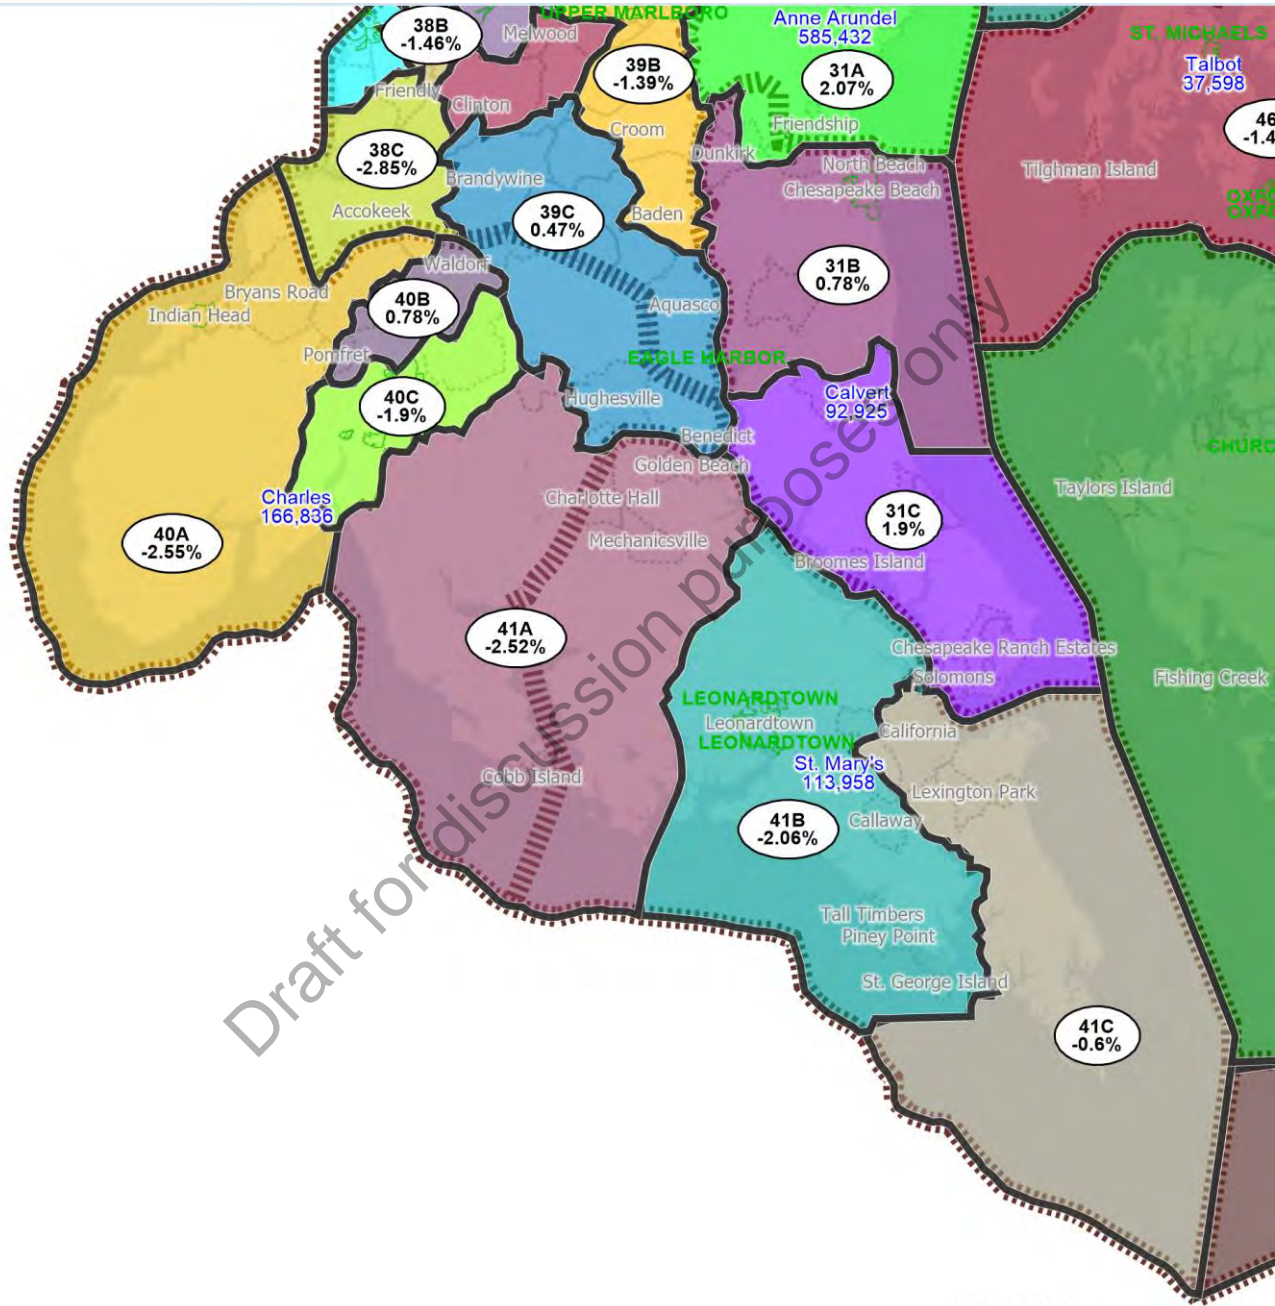 UPPER MARLBORO
Anne Arundel
585,432
38B
-1.46%
Melwood
ST. MICHAELS
39B
-1.39%
31A
2.07%
Talbot
37,598
Friendly
Clinton
Croom
Friendship
46
-1.4
38C
-2.85%
Dunkirk
North Beach
Tilghman Island
Brandywine
Chesapeake Beach
Accokeek
39C
0.47%
Baden
OXFO
OXFO
Waldorf
31B
0.78%
Bryans Road
Indian Head
40B
0.78%
Aquasco
Pomfret
EAGLE HARBOR
40C
-1.9%
Hughesville
Calvert
92,925
Benedict
Golden Beach
CHURC
Charles
166,836
Charlotte Hall
Taylors Island
40A
-2.55%
Mechanicsville
31C
1.9%
Broomes Island
41A
-2.52%
Chesapeake Ranch Estates
Solomons
Fishing Creek
LEONARDTOWN
Leonardtown
LEONARDTOWN
California
St. Mary's
113,958
Cobb Island
Lexington Park
41B
-2.06%
Callaway
Tall Timbers
Piney Point
St. George Island
41C
-0.6%
Draft for discussion purposes only